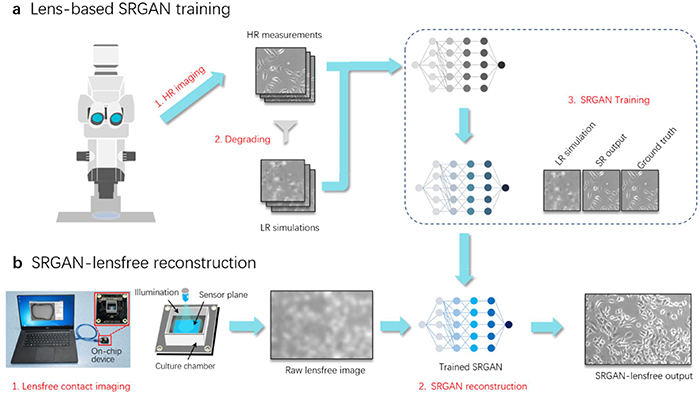 a Lens-based SRGAN training
HR measurements
1. HR imaging
2. Degrading
LR simulations
3. SRGAN Training
LR simulation
SR output
Ground truth
b SRGAN-lensfree reconstruction
Illumination
Sensor plane
On-chip
device
Culture chamber
Raw lensfree image
Trained SRGAN
SRGAN-lensfree output
1. Lensfree contact imaging
2. SRGAN reconstruction